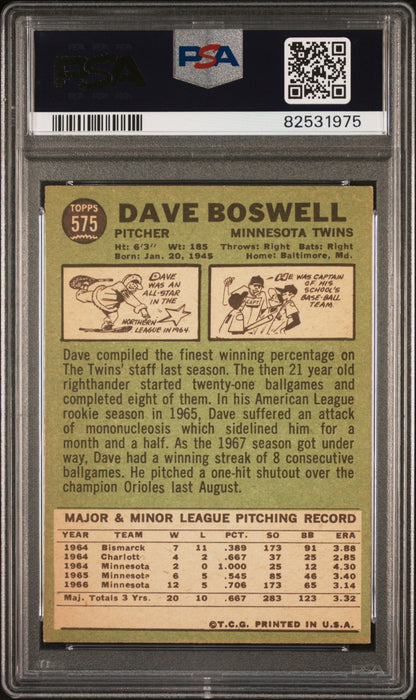 PSA
PSA
82531975
TOPPS
575
DAVE BOSWELL
PITCHER MINNESOTA TWINS
Ht: 6'3" Wt: 185 Throws: Right Bats: Right
Born: Jan. 20, 1945 Home: Baltimore, Md.
DAVE
WAS AN
ALL-STAR
IN THE
NORTHERN
LEAGUE IN 1964.
HE WAS CAPTAIN
OF HIS
SCHOOL'S
BASE-BALL
TEAM.
CAPT
Dave compiled the finest winning percentage on
The Twins' staff last season. The then 21 year old
righthander started twenty-one ballgames and
completed eight of them. In his American League
rookie season in 1965, Dave suffered an attack
of mononucleosis which sidelined him for a
month and a half. As the 1967 season got under
way, Dave had a winning streak of 8 consecutive
ballgames. He pitched a one-hit shutout over the
champion Orioles last August.
MAJOR & MINOR LEAGUE PITCHING RECORD
YEAR TEAM W L PCT. SO BB ERA
1964 Bismarck 7 11 .389 173 91 3.88
1964 Charlott 4 2 .667 37 25 2.85
1964 Minnesota 2 0 1.000 25 12 4.30
1965 Minnesota 6 5 .545 85 46 3.40
1966 Minnesota 12 5 .706 173 65 3.14
Maj. Totals 3 Yrs. 20 10 .667 283 123 3.32
©T.C.G. PRINTED IN U.S.A.